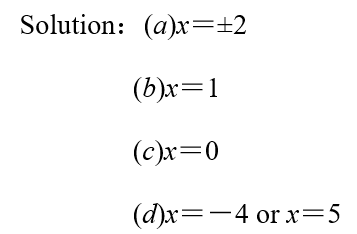 Solution：(a)x＝±2
(b)x＝1
(c)x＝0
(d)x＝－4 or x＝5